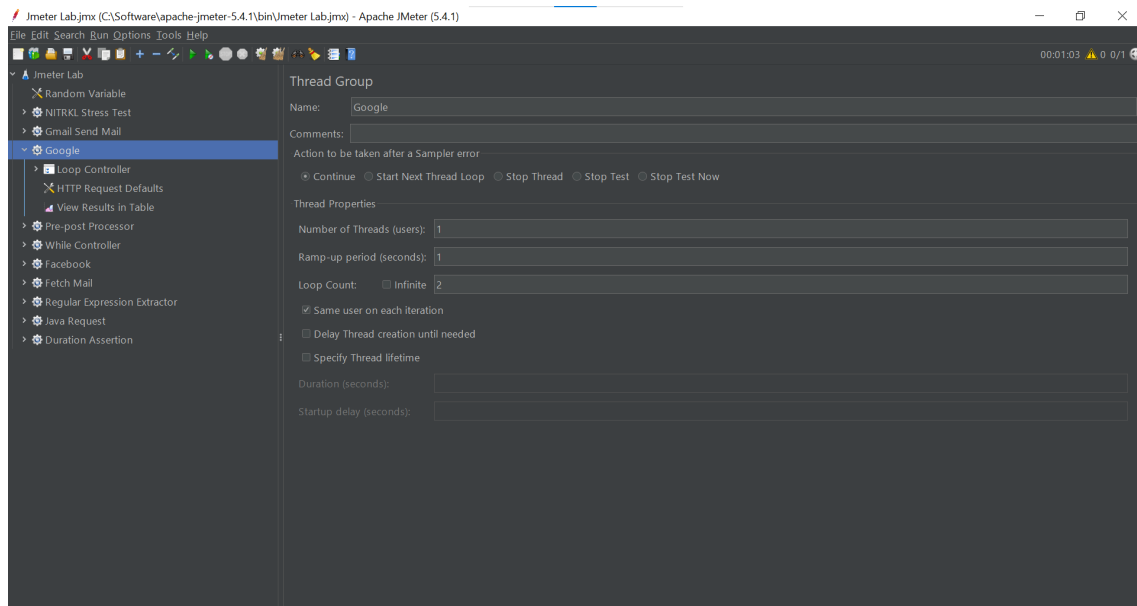 Jmeter Lab.jmx (C:\Software\apache-jmeter-5.4.1\bin\Jmeter Lab.jmx) - Apache JMeter (5.4.1)
File Edit Search Run Options Tools Help
00:01:03 0 0/1
Jmeter Lab
Random Variable
NITRKL Stress Test
Gmail Send Mail
Google
Loop Controller
HTTP Request Defaults
View Results in Table
Pre-post Processor
While Controller
Facebook
Fetch Mail
Regular Expression Extractor
Java Request
Duration Assertion
Thread Group
Name: Google
Comments:
Action to be taken after a Sampler error
Continue Start Next Thread Loop Stop Thread Stop Test Stop Test Now
Thread Properties
Number of Threads (users): 1
Ramp-up period (seconds): 1
Loop Count: Infinite 2
Same user on each iteration
Delay Thread creation until needed
Specify Thread lifetime
Duration (seconds):
Startup delay (seconds):